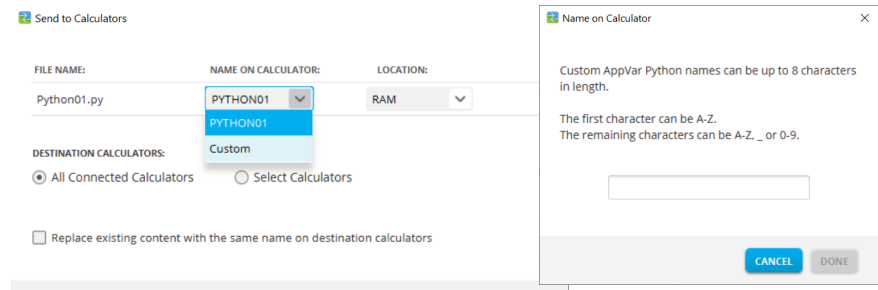 Send to Calculators
FILE NAME: NAME ON CALCULATOR: LOCATION:
Python01.py PYTHON01 RAM
PYTHON01
Custom
DESTINATION CALCULATORS:
All Connected Calculators Select Calculators
Replace existing content with the same name on destination calculators
Name on Calculator
Custom AppVar Python names can be up to 8 characters
in length.
The first character can be A-Z.
The remaining characters can be A-Z, _ or 0-9.
CANCEL DONE